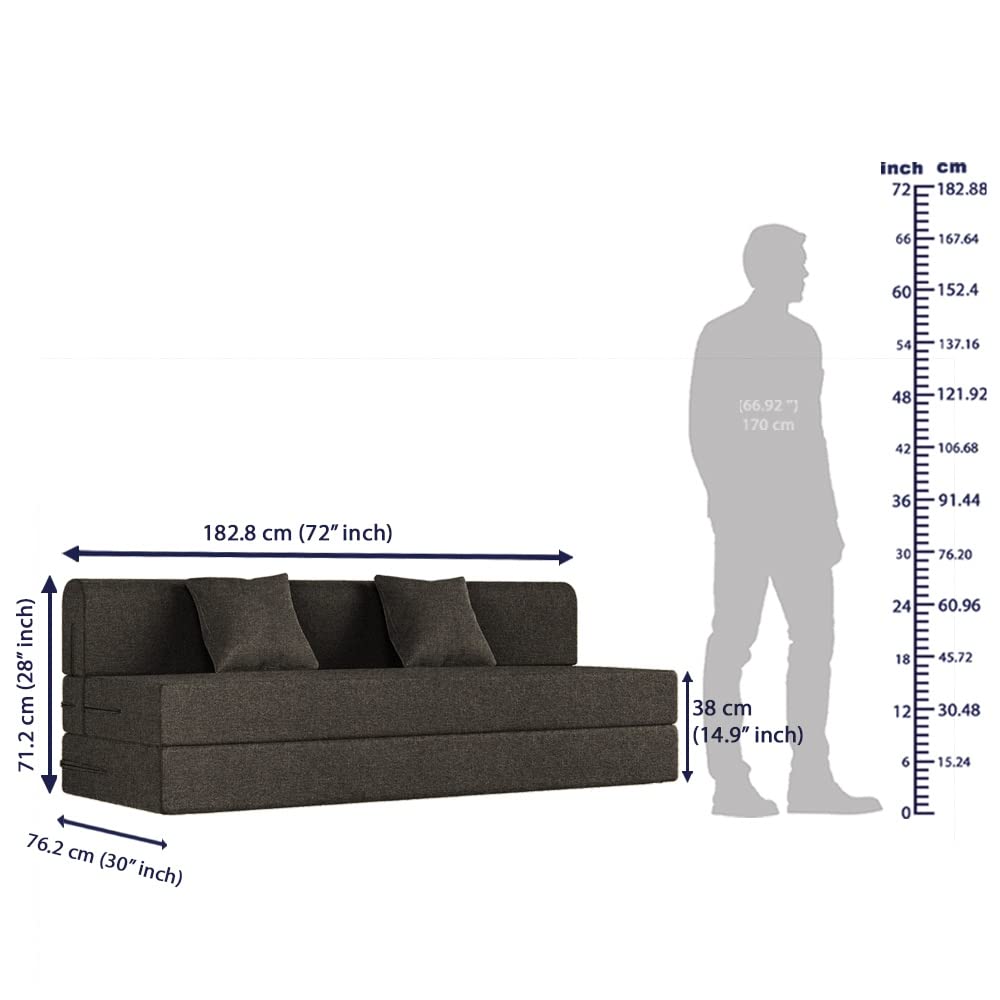 inch cm
72 182.88
66 167.64
60 152.4
54 137.16
48 121.92
(66.92 ")
170 cm
42 106.68
36 91.44
182.8 cm (72” inch)
30 76.20
24 60.96
71.2 cm (28” inch)
18 45.72
38 cm
(14.9” inch)
12 30.48
6 15.24
0
76.2 cm (30” inch)